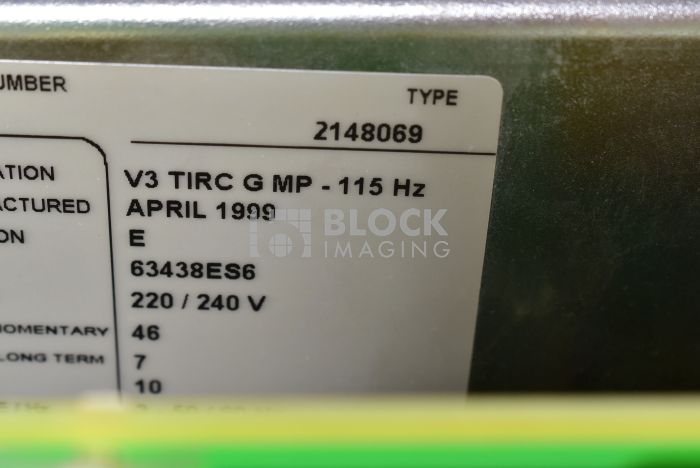 UMBER TYPE
2148069
ATION V3 TIRC G MP - 115 Hz
ACTURED APRIL 1999
ON E
63438ES6
220 / 240 V
MOMENTARY 46
LONG TERM 7
10
BLOCK
IMAGING